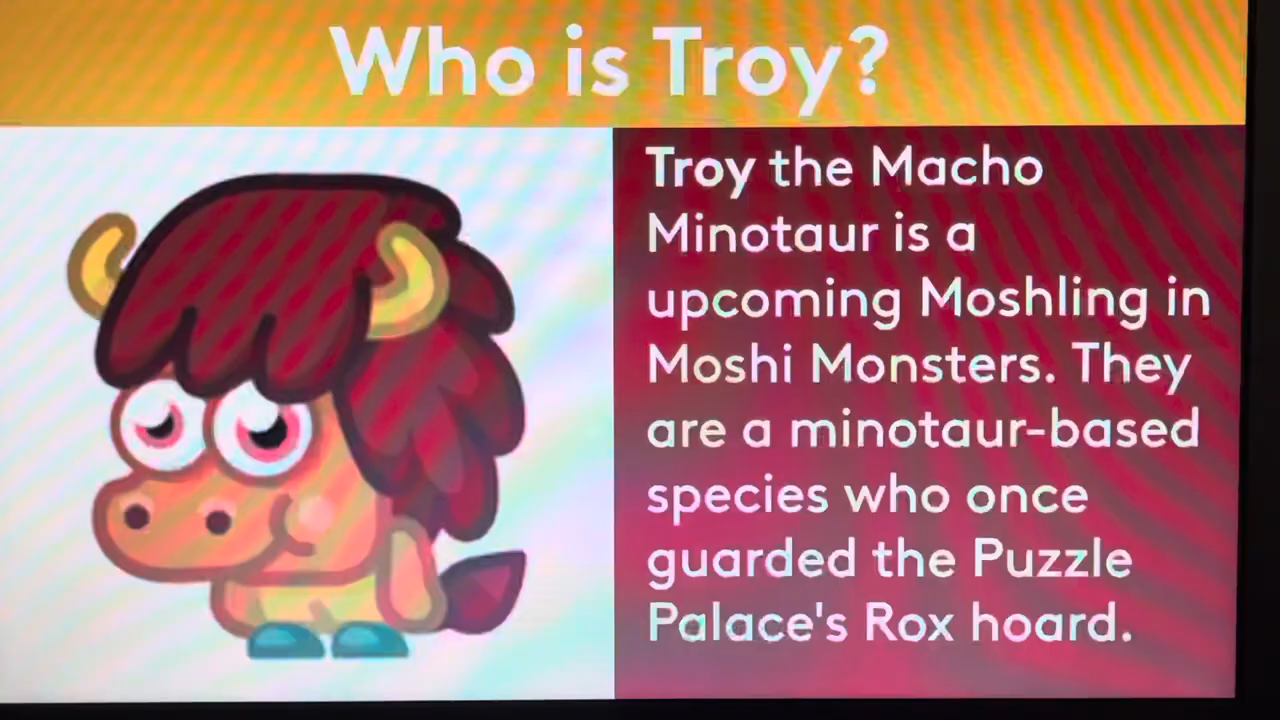 Who is Troy?
Troy the Macho
Minotaur is a
upcoming Moshling in
Moshi Monsters. They
are a minotaur-based
species who once
guarded the Puzzle
Palace's Rox hoard.